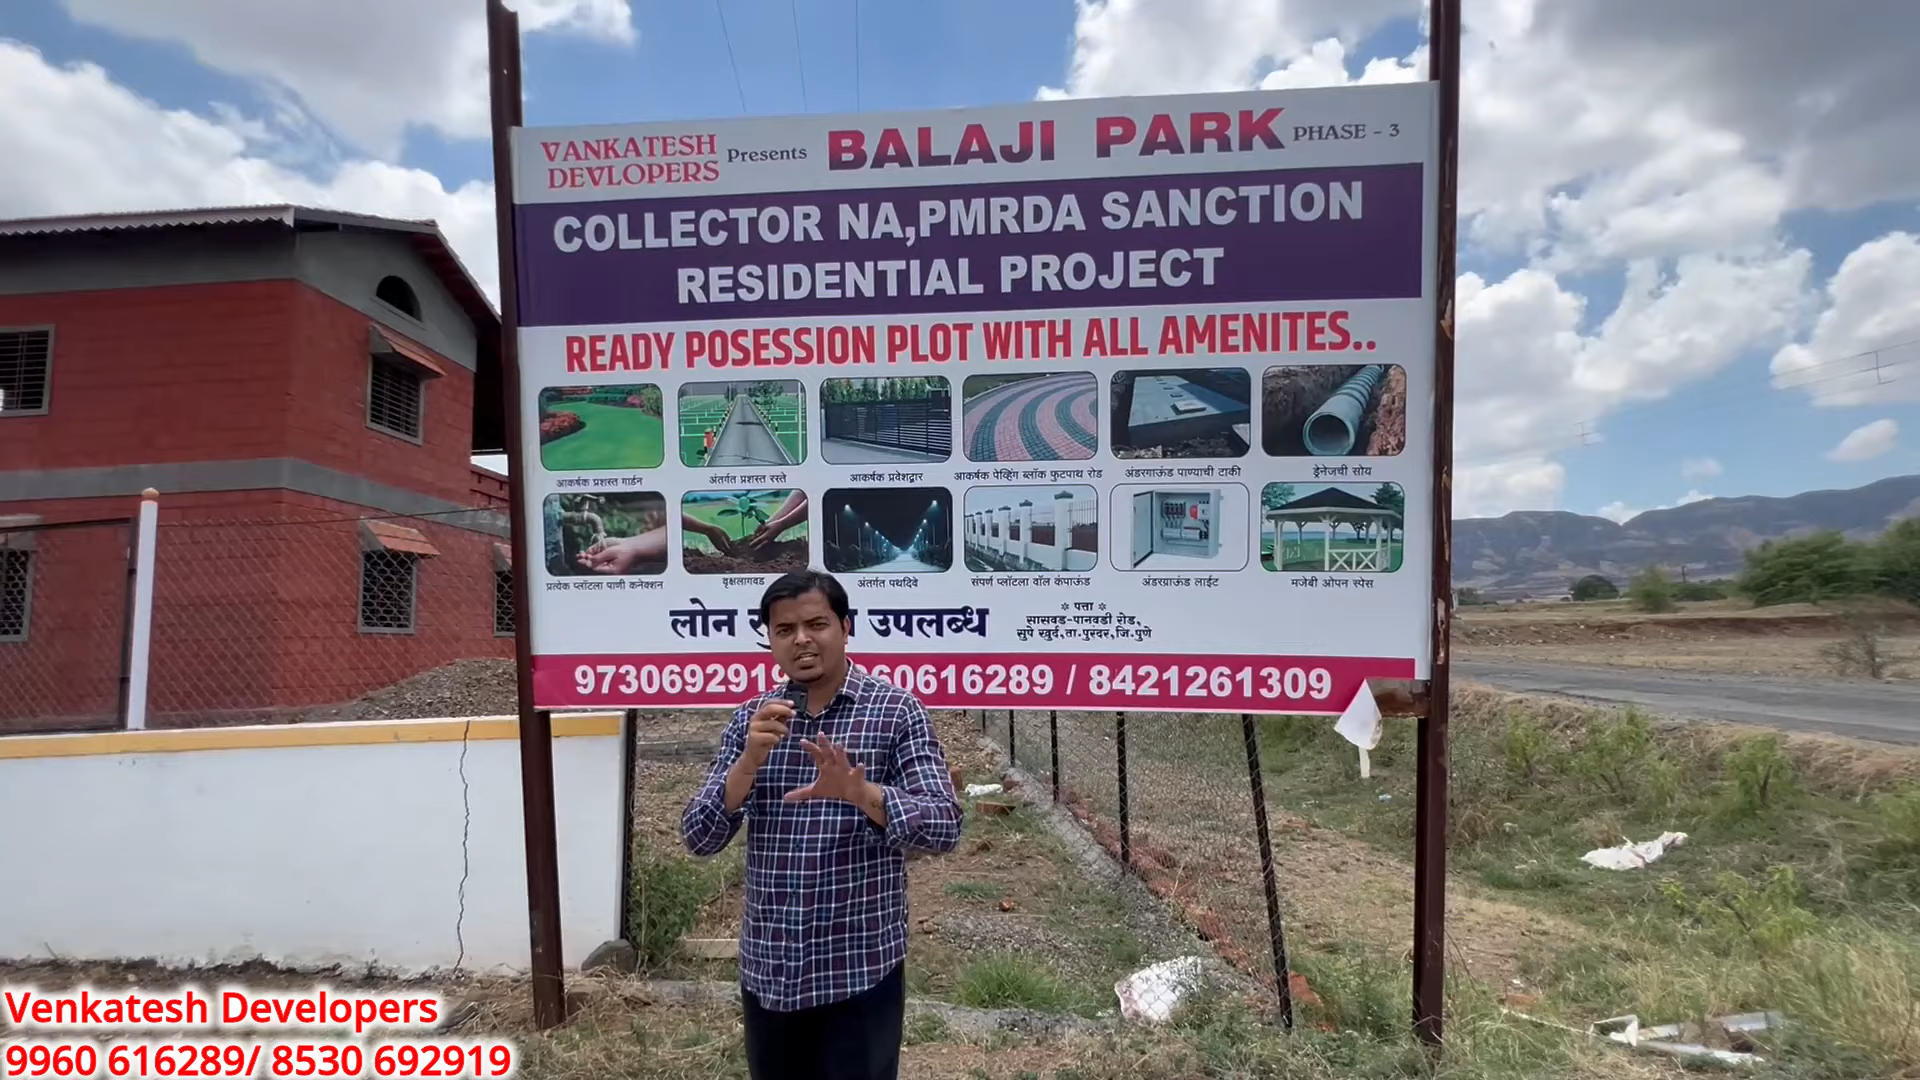 VANKATESH
DEVLOPERS
Presents
BALAJI PARK
PHASE - 3
COLLECTOR NA,PMRDA SANCTION
RESIDENTIAL PROJECT
READY POSESSION PLOT WITH ALL AMENITES..
आकर्षक प्रशस्त गार्डन
अंतर्गत प्रशस्त रस्ते
आकर्षक प्रवेशद्वार
आकर्षक पेव्हिंग ब्लॉक फुटपाथ रोड
अंडरगाऊंड पाण्याची टाकी
ड्रेनेजची सोय
प्रत्येक प्लॉटला पाणी कनेक्शन
वृक्षलागवड
अंतर्गत पथदिवे
संपर्ण प्लॉटला वॉल कंपाऊंड
अंडरग्राऊंड लाईट
मजेबी ओपन स्पेस
लोन उपलब्ध
* पत्ता *
सासवड-पानवडी रोड,
सुपे खुर्द,ता.पुरंदर,जि.पुणे
973069291 60616289 / 8421261309
Venkatesh Developers
9960 616289/ 8530 692919